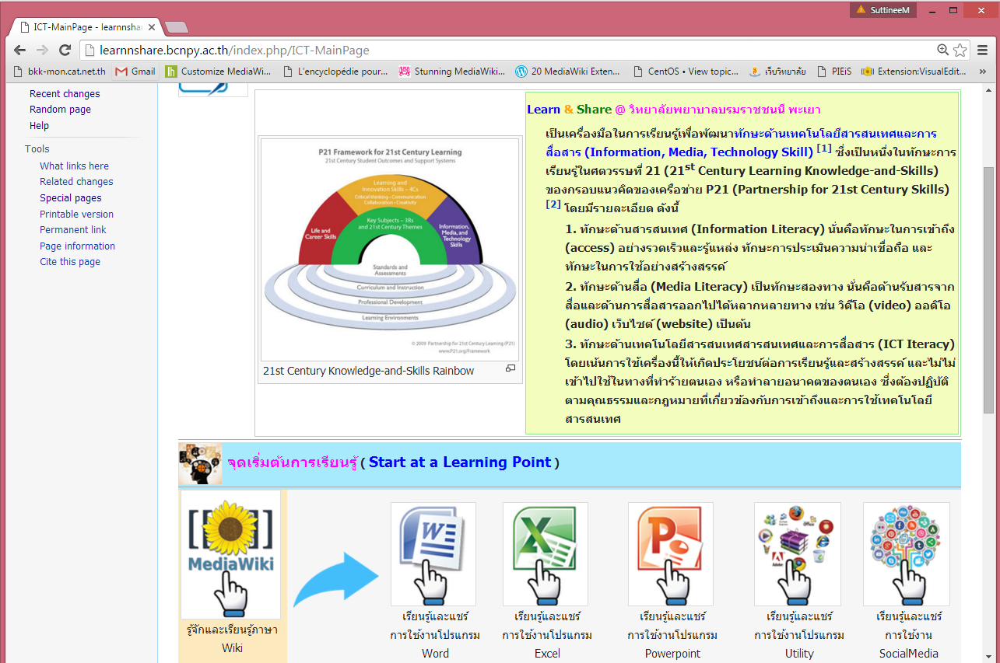 SuttineeM
ICT-MainPage - learnnsha
learnnshare.bcnpy.ac.th/index.php/ICT-MainPage
bkk-mon.cat.net.th
Gmail
Customize MediaWi...
L'encyclopédie pour...
Stunning MediaWiki...
20 MediaWiki Exten...
CentOS • View topic...
เร็บวิทยาลัย
PIEiS
Extension:VisualEdit...
Recent changes
Random page
Help
Tools
What links here
Related changes
Special pages
Printable version
Permanent link
Page information
Cite this page
P21 Framework for 21st Century Learning
21st Century Student Outcomes and Support Systems
Learning and
Innovation Skills – 4Cs
Critical thinking • Communication
Collaboration • Creativity
Key Subjects – 3Rs
and 21st Century Themes
Life and
Career Skills
Information,
Media, and
Technology
Skills
Standards and
Assessments
Curriculum and Instruction
Professional Development
Learning Environments
© 2009 Partnership for 21st Century Learning (P21)
www.P21.org/Framework
21st Century Knowledge-and-Skills Rainbow
Learn & Share @ วิทยาลัยพยาบาลบรมราชชนนี พะเยา
เป็นเครื่องมือในการเรียนรู้เพื่อพัฒนาทักษะด้านเทคโนโลยีสารสนเทศและการ
สื่อสาร (Information, Media, Technology Skill) [1] ซึ่งเป็นหนึ่งในทักษะการ
เรียนรู้ในศตวรรษที่ 21 (21st Century Learning Knowledge-and-Skills)
ของกรอบแนวคิดของเครือข่าย P21 (Partnership for 21st Century Skills)
[2] โดยมีรายละเอียด ดังนี้
1. ทักษะด้านสารสนเทศ (Information Literacy) นั่นคือทักษะในการเข้าถึง
(access) อย่างรวดเร็วและรู้แหล่ง ทักษะการประเมินความน่าเชื่อถือ และ
ทักษะในการใช้อย่างสร้างสรรค์
2. ทักษะด้านสื่อ (Media Literacy) เป็นทักษะสองทาง นั่นคือด้านรับสารจาก
สื่อและด้านการสื่อสารออกไปได้หลากหลายทาง เช่น วิดีโอ (video) ออดิโอ
(audio) เว็บไซต์ (website) เป็นต้น
3. ทักษะด้านเทคโนโลยีสารสนเทศสารสนเทศและการสื่อสาร (ICT lteracy)
โดยเน้นการใช้เครื่องนี้ให้เกิดประโยชน์ต่อการเรียนรู้และสร้างสรรค์ และไม่ไม่
เข้าไปใช้ในทางที่ทำร้ายตนเอง หรือทำลายอนาคตของตนเอง ซึ่งต้องปฏิบัติ
ตามคุณธรรมและกฎหมายที่เกี่ยวข้องกับการเข้าถึงและการใช้เทคโนโลยี
สารสนเทศ
จุดเริ่มต้นการเรียนรู้ ( Start at a Learning Point )
MediaWiki
รู้จักและเรียนรู้ภาษา
Wiki
เรียนรู้และแชร์
การใช้งานโปรแกรม
Word
เรียนรู้และแชร์
การใช้งานโปรแกรม
Excel
เรียนรู้และแชร์
การใช้งานโปรแกรม
Powerpoint
เรียนรู้และแชร์
การใช้งานโปรแกรม
Utility
เรียนรู้และแชร์
การใช้งาน
SocialMedia